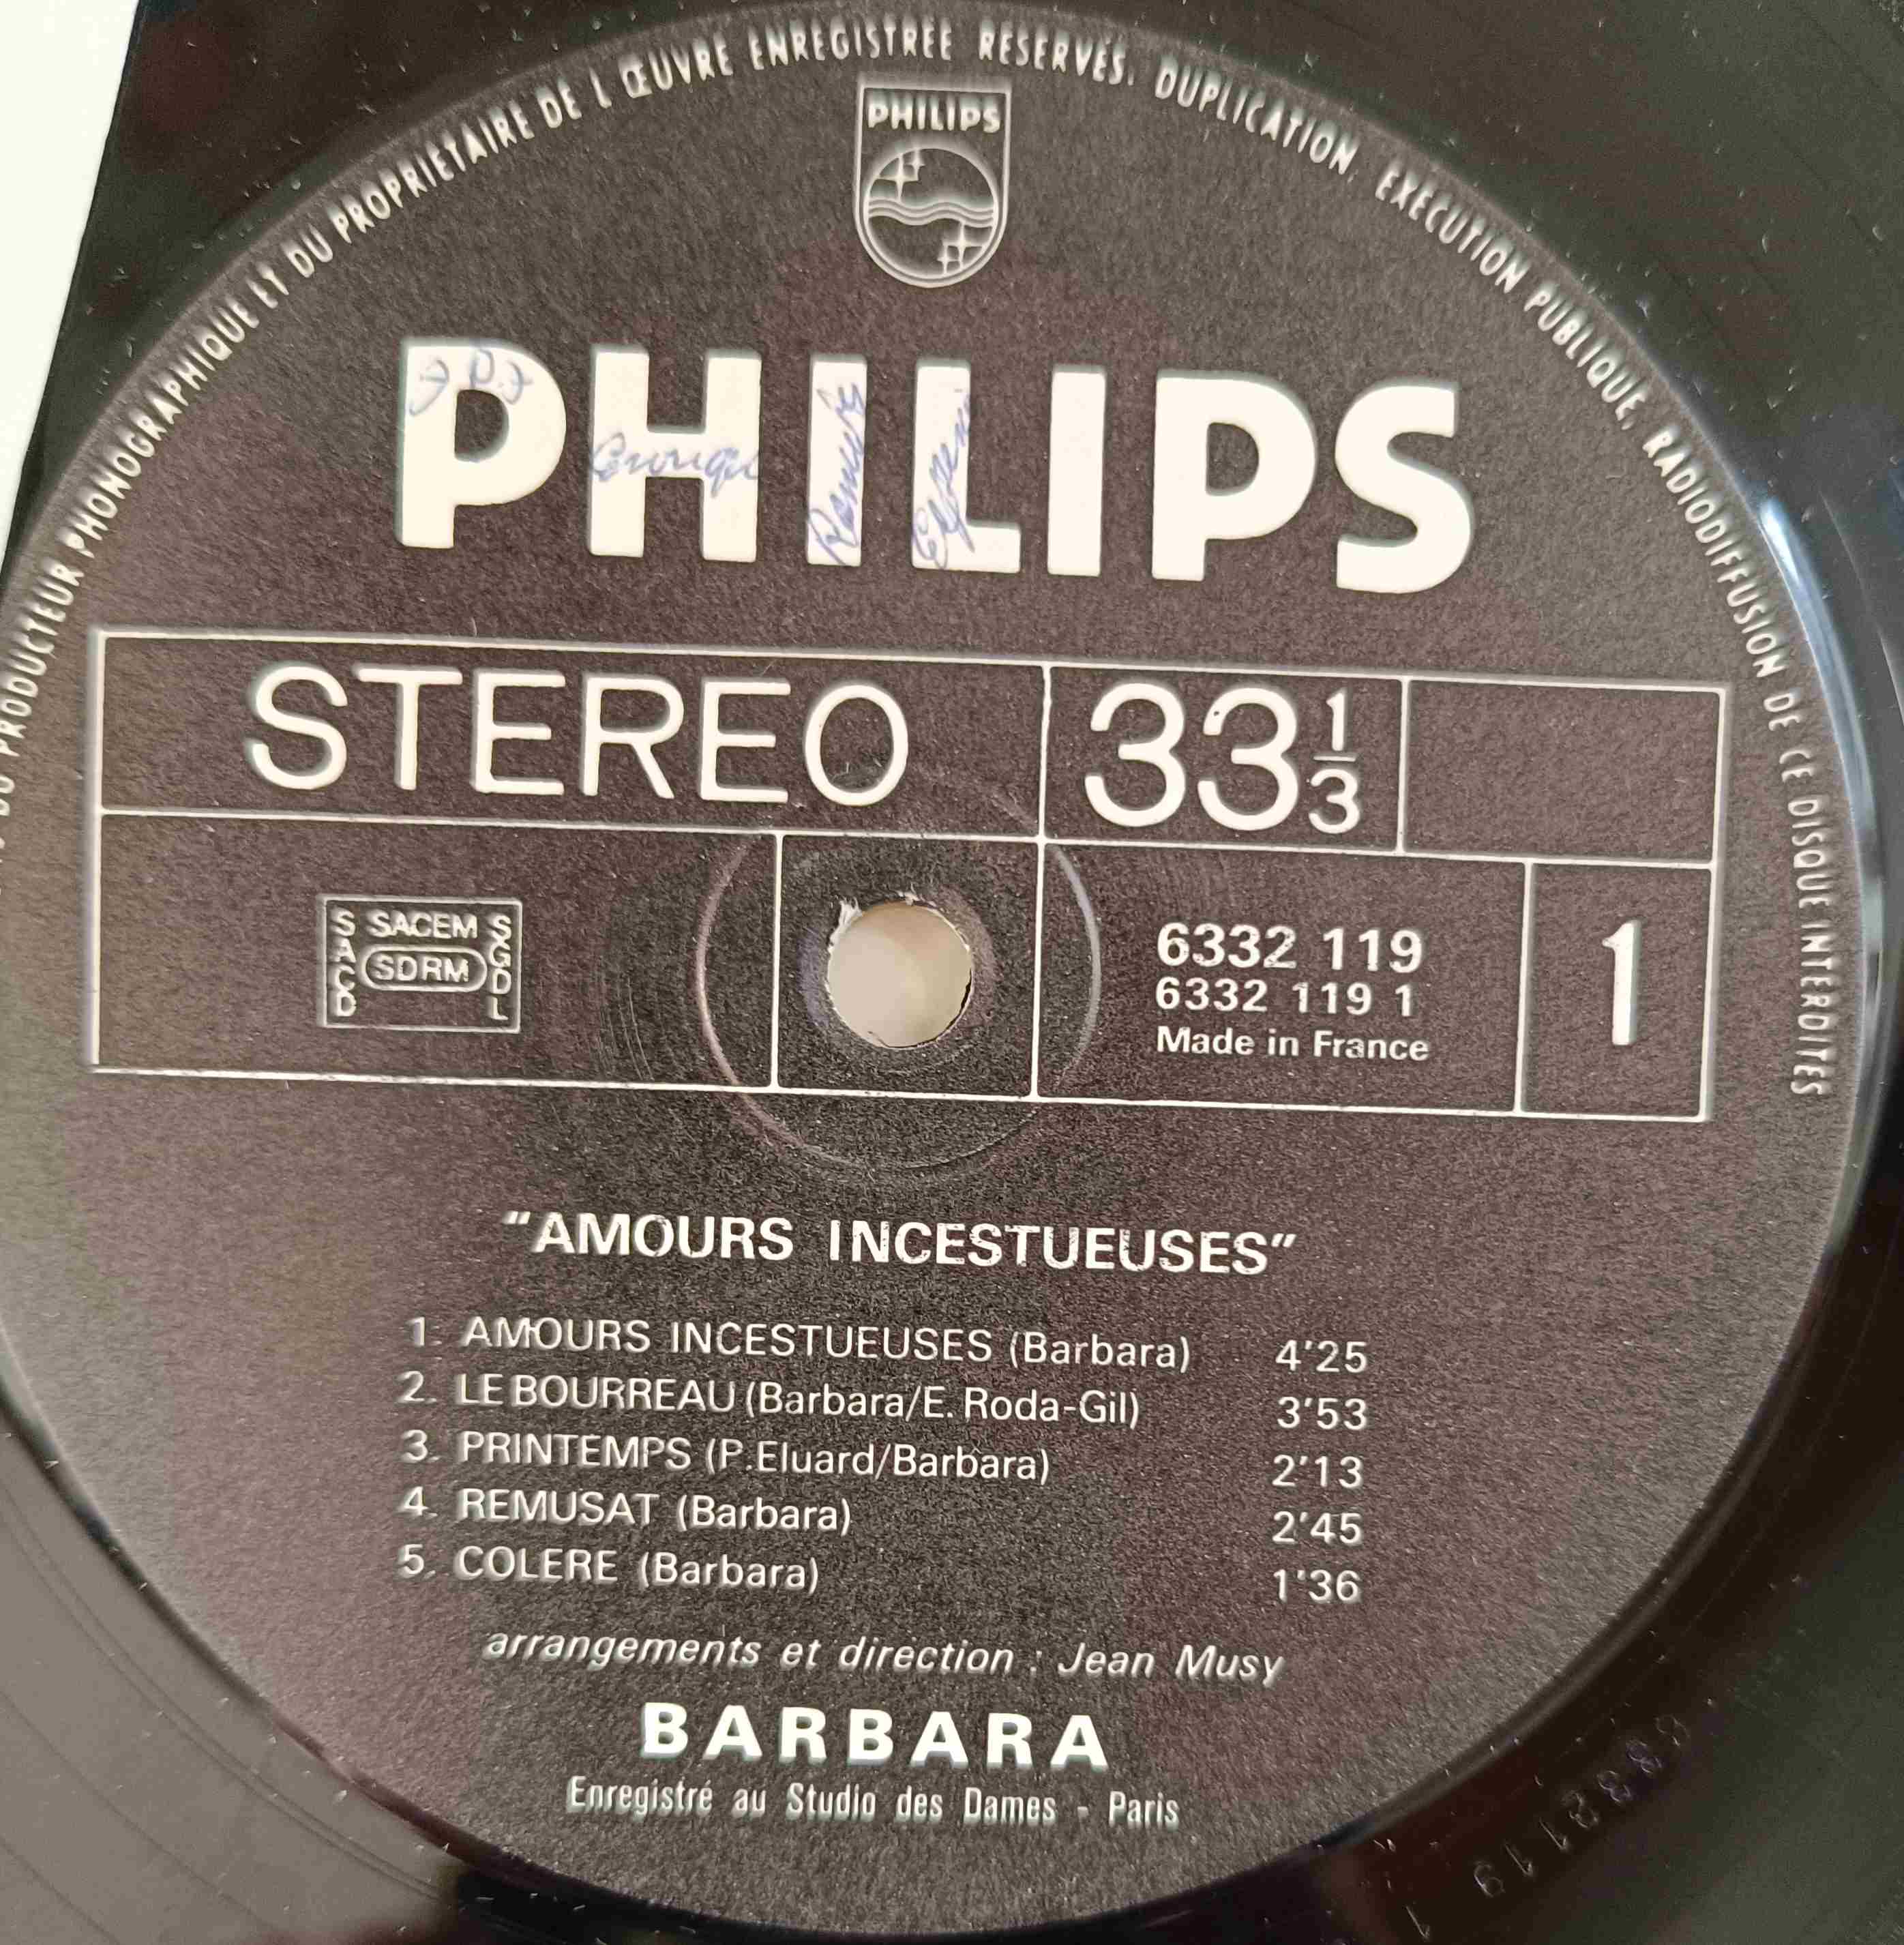 DU PRODUCTEUR PHONOGRAPHIQUE ET DU PROPRIETAIRE DE L'ŒUVRE ENREGISTREE RESERVES. DUPLICATION, EXECUTION PUBLIQUE, RADIODIFFUSION DE CE DISQUE INTERDITES
PHILIPS
PHILIPS
STEREO
33 1/3
SACEM
SACD
SDRM
SGDL
6332 119
6332 119 1
Made in France
1
“AMOURS INCESTUEUSES”
1. AMOURS INCESTUEUSES (Barbara) 4'25
2. LE BOURREAU (Barbara/E. Roda-Gil) 3'53
3. PRINTEMPS (P.Eluard/Barbara) 2'13
4. REMUSAT (Barbara) 2'45
5. COLERE (Barbara) 1'36
arrangements et direction : Jean Musy
BARBARA
Enregistré au Studio des Dames - Paris
6332119 1